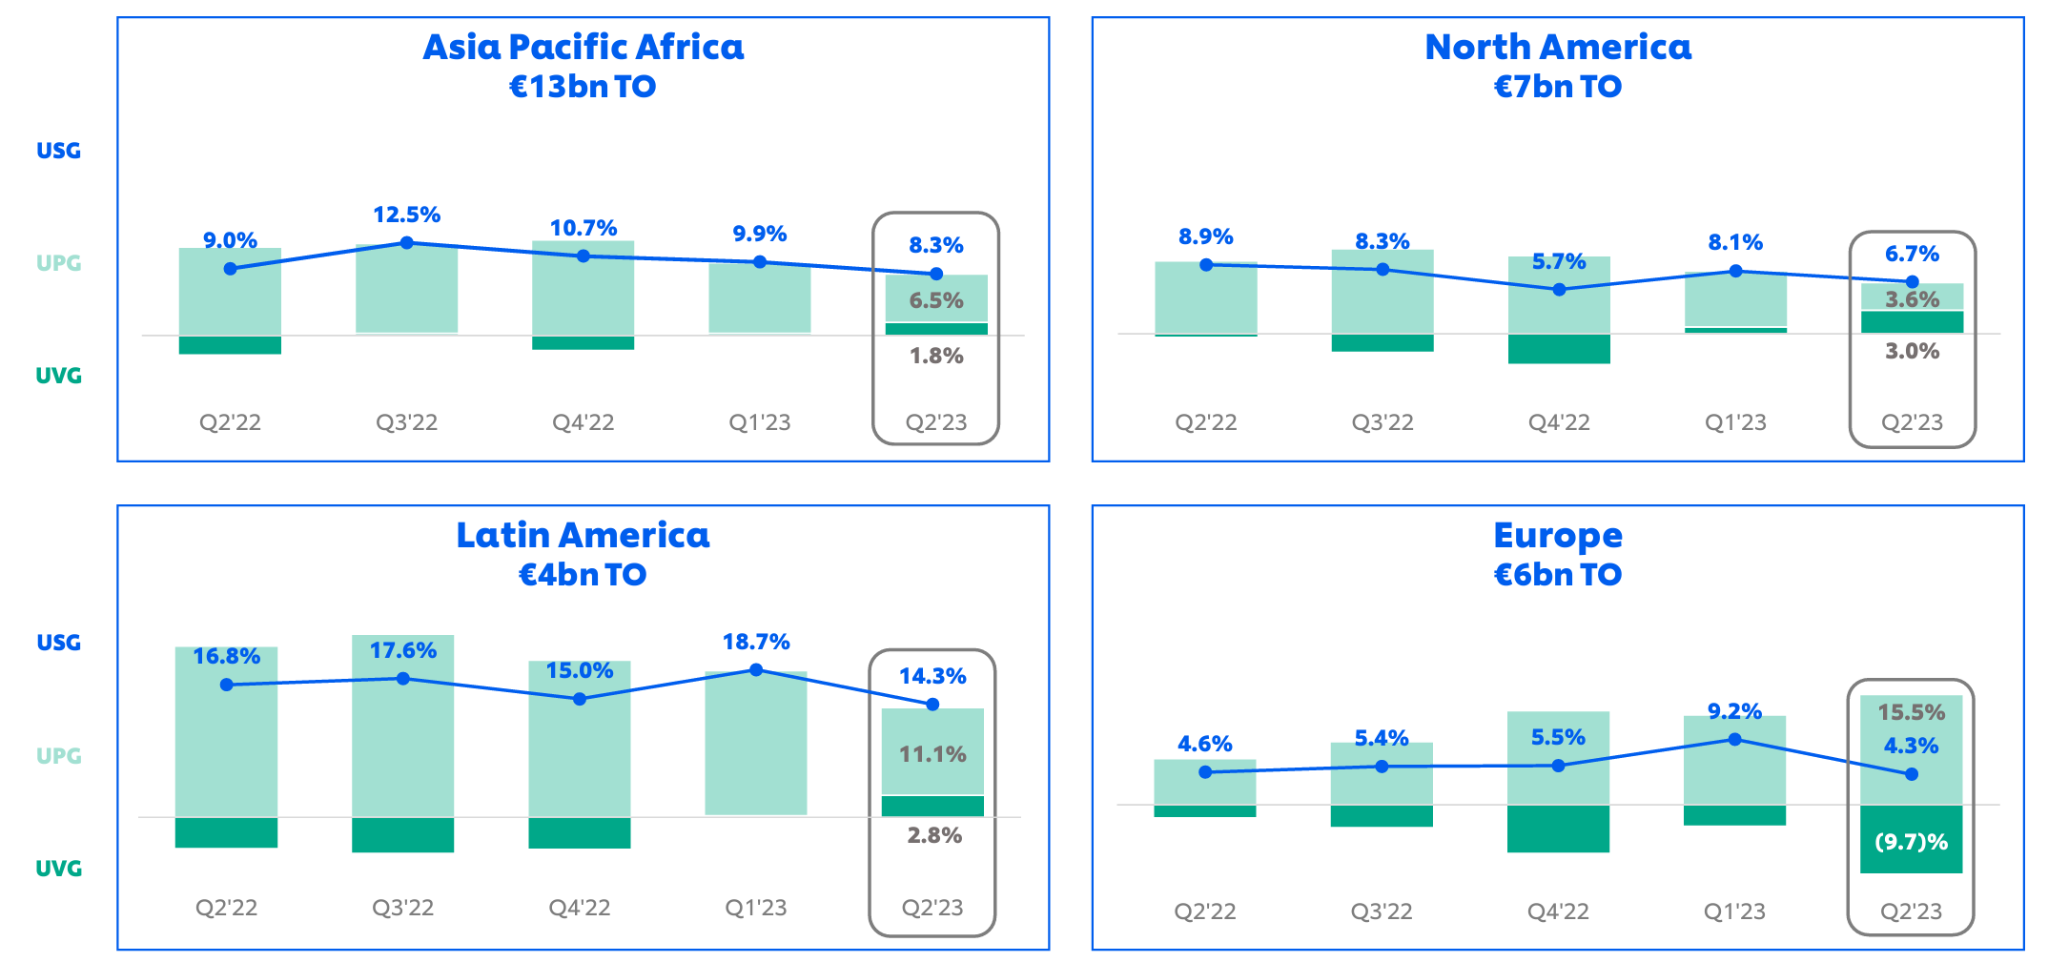 Asia Pacific Africa
€13bn TO
USG
UPG
UVG
9.0%
12.5%
10.7%
9.9%
8.3%
6.5%
1.8%
Q2'22
Q3'22
Q4'22
Q1'23
Q2'23
North America
€7bn TO
8.9%
8.3%
5.7%
8.1%
6.7%
3.6%
3.0%
Q2'22
Q3'22
Q4'22
Q1'23
Q2'23
Latin America
€4bn TO
USG
UPG
UVG
16.8%
17.6%
15.0%
18.7%
14.3%
11.1%
2.8%
Q2'22
Q3'22
Q4'22
Q1'23
Q2'23
Europe
€6bn TO
4.6%
5.4%
5.5%
9.2%
15.5%
4.3%
(9.7)%
Q2'22
Q3'22
Q4'22
Q1'23
Q2'23